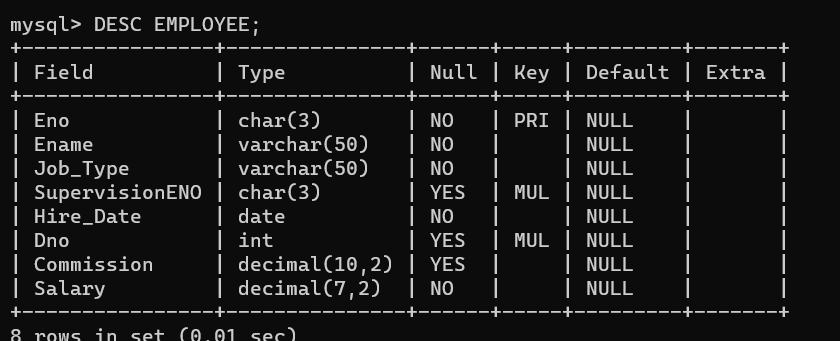 mysql> DESC EMPLOYEE;
+----------------+---------------+------+-----+---------+-------+
| Field          | Type          | Null | Key | Default | Extra |
+----------------+---------------+------+-----+---------+-------+
| Eno            | char(3)       | NO   | PRI | NULL    |       |
| Ename          | varchar(50)   | NO   |     | NULL    |       |
| Job_Type       | varchar(50)   | NO   |     | NULL    |       |
| SupervisionENO | char(3)       | YES  | MUL | NULL    |       |
| Hire_Date      | date          | NO   |     | NULL    |       |
| Dno            | int           | YES  | MUL | NULL    |       |
| Commission     | decimal(10,2) | YES  |     | NULL    |       |
| Salary         | decimal(7,2)  | NO   |     | NULL    |       |
+----------------+---------------+------+-----+---------+-------+
8 rows in set (0.01 sec)